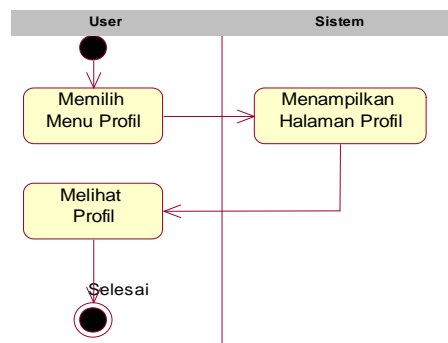 User
Sistem
Memilih
Menu Profil
Menampilkan
Halaman Profil
Melihat
Profil
Selesai